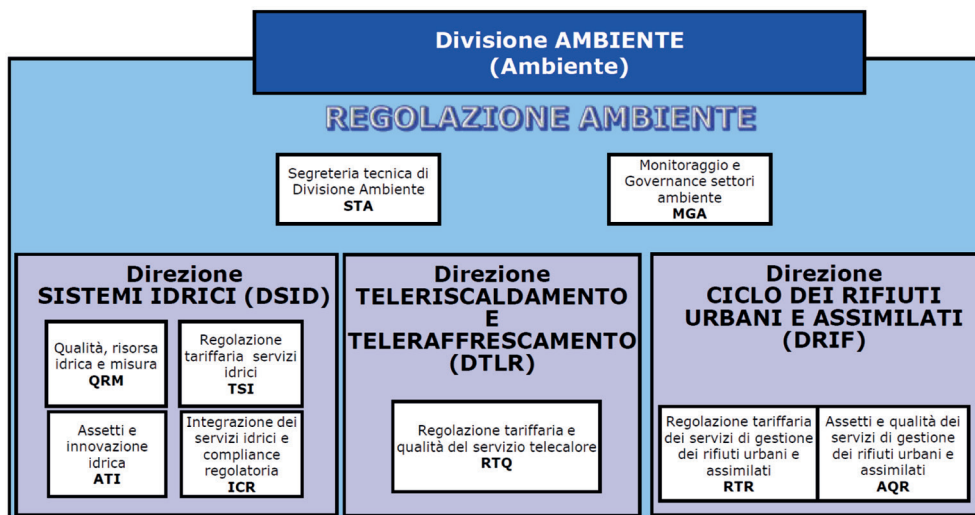 Divisione AMBIENTE
(Ambiente)
REGOLAZIONE AMBIENTE
Segreteria tecnica di
Divisione Ambiente
STA
Monitoraggio e
Governance settori
ambiente
MGA
Direzione
SISTEMI IDRICI (DSID)
Qualità, risorsa
idrica e misura
QRM
Regolazione
tariffaria servizi
idrici
TSI
Assetti e
innovazione
idrica
ATI
Integrazione dei
servizi idrici e
compliance
regolatoria
ICR
Direzione
TELERISCALDAMENTO
E
TELERAFFRESCAMENTO
(DTLR)
Regolazione tariffaria e
qualità del servizio telecalore
RTQ
Direzione
CICLO DEI RIFIUTI
URBANI E ASSIMILATI
(DRIF)
Regolazione tariffaria
dei servizi di gestione
dei rifiuti urbani e
assimilati
RTR
Assetti e qualità dei
servizi di gestione
dei rifiuti urbani e
assimilati
AQR